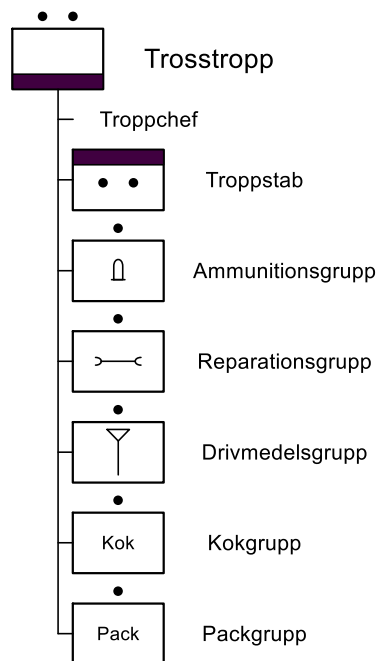 Trosstropp
Troppchef
Troppstab
Ammunitionsgrupp
Reparationsgrupp
Drivmedelsgrupp
Kok Kokgrupp
Pack Packgrupp